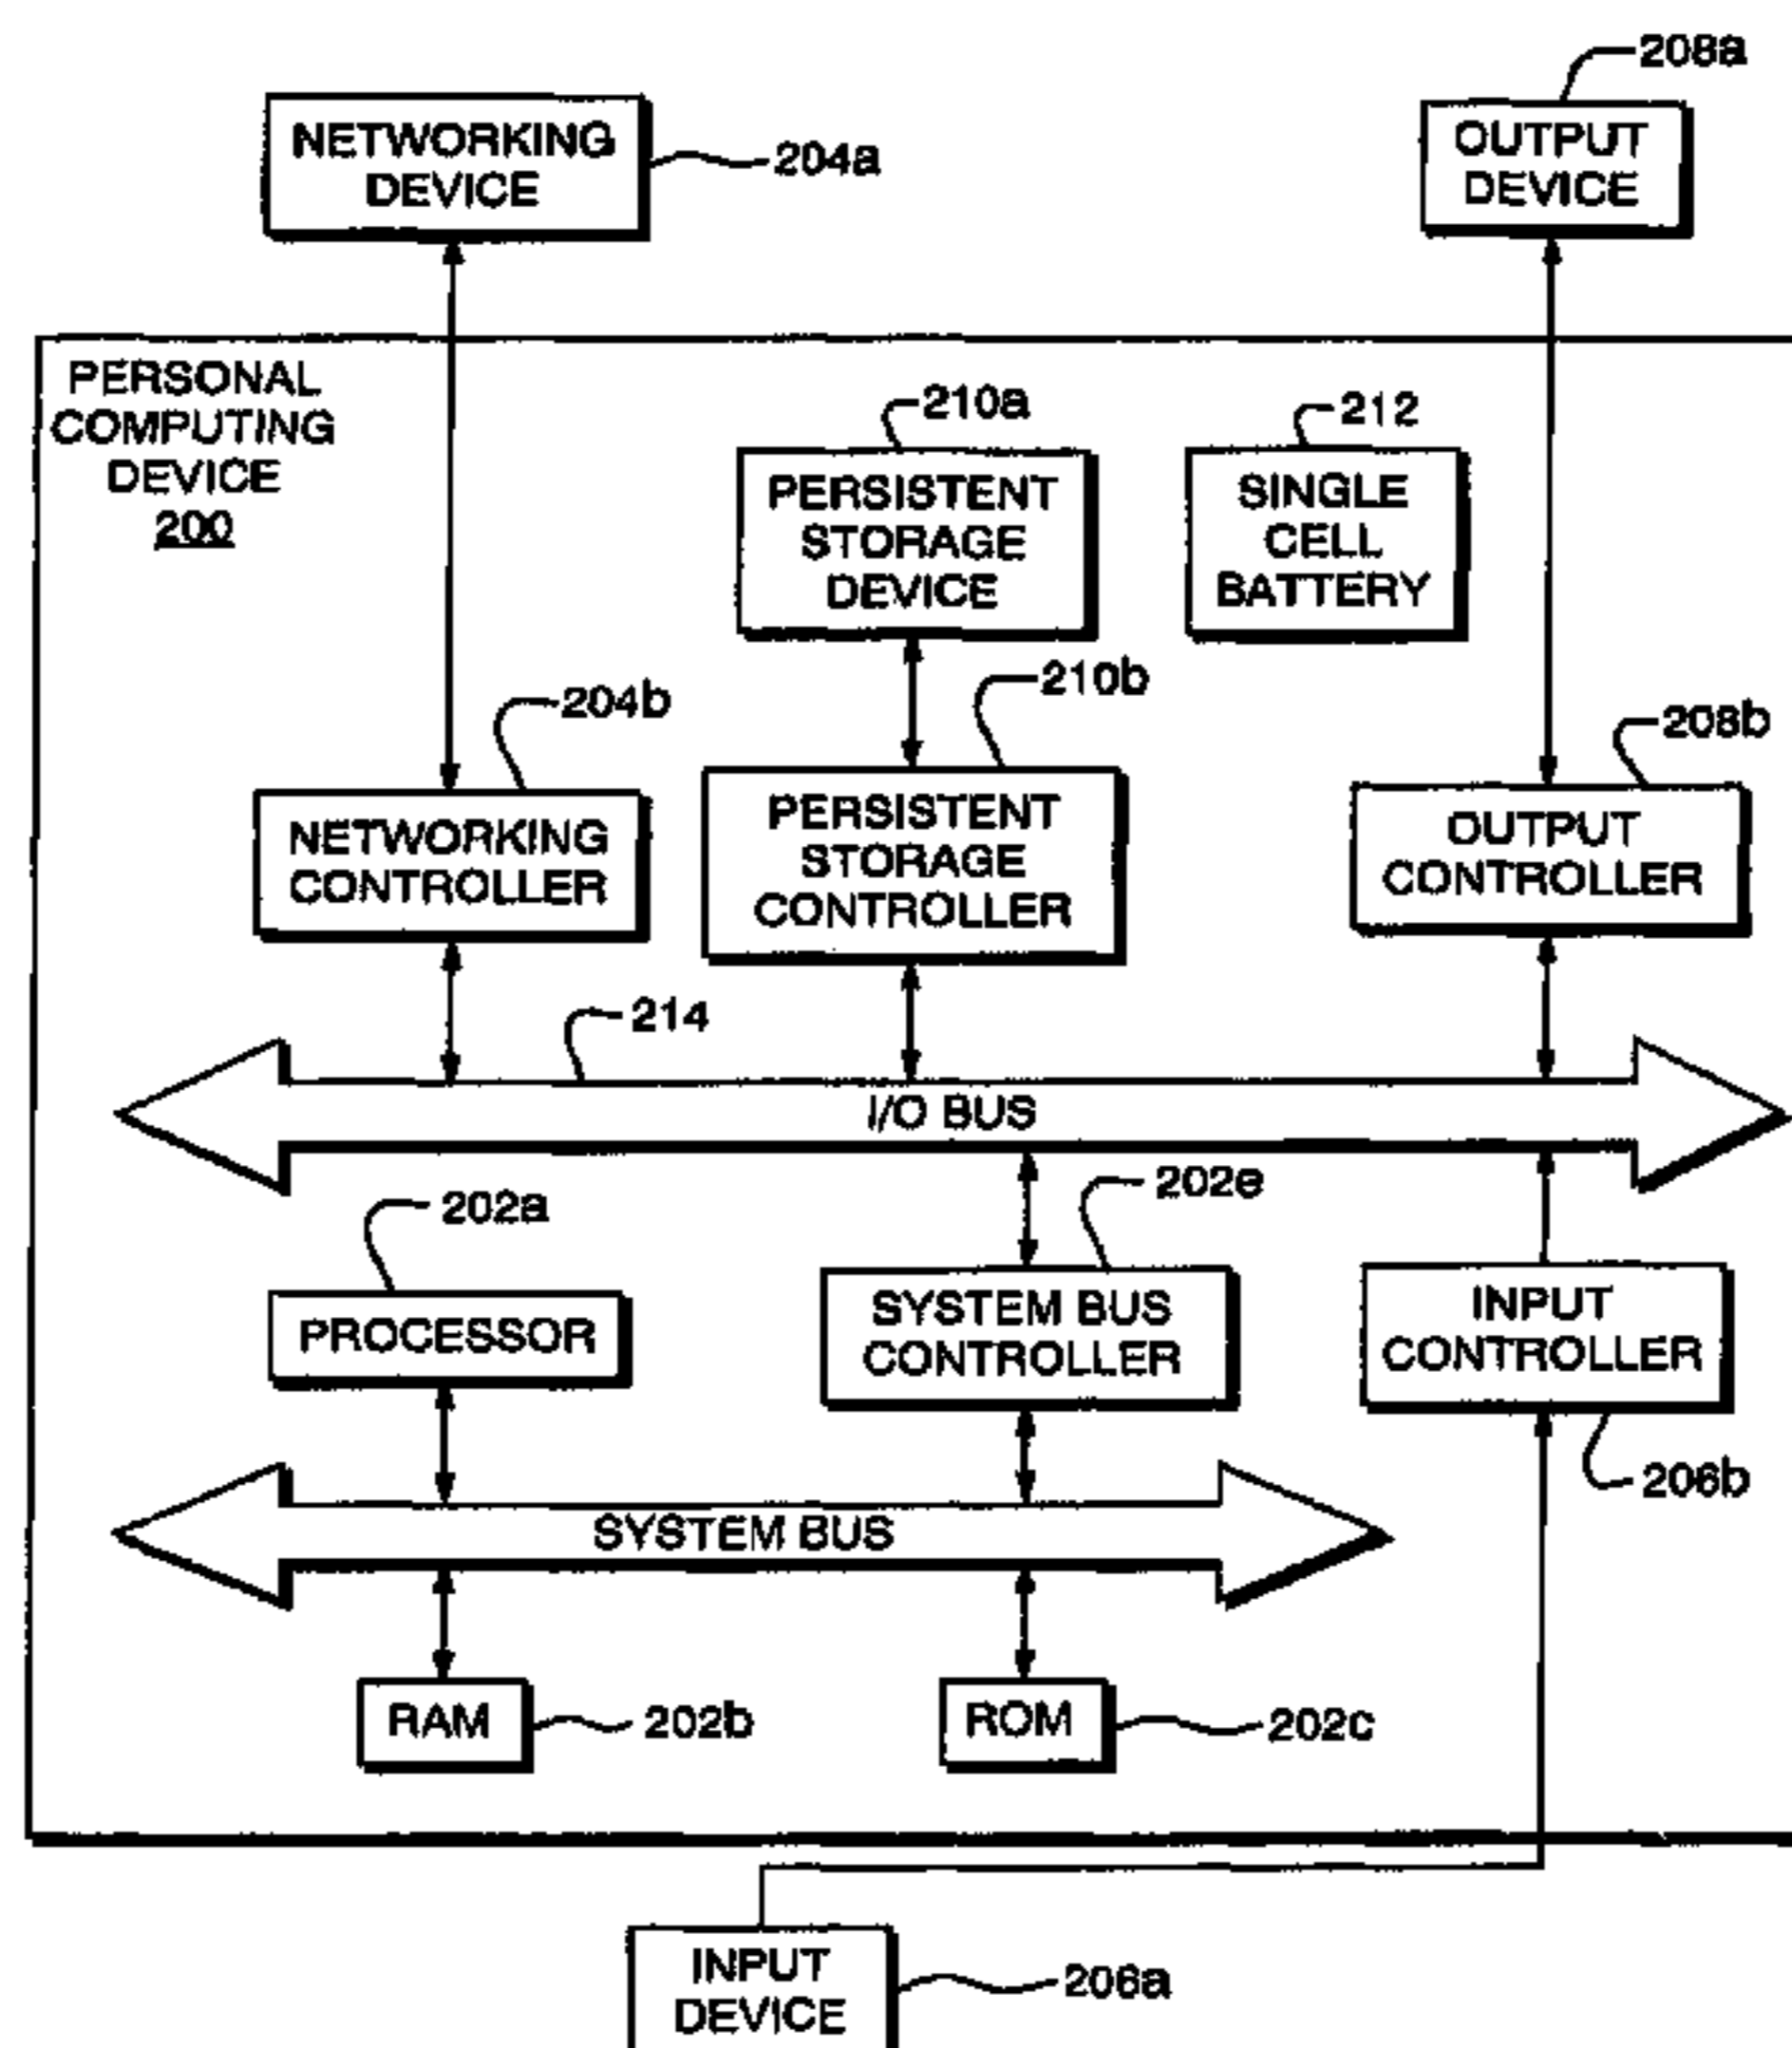 208a
NETWORKING
DEVICE
204a
OUTPUT
DEVICE
PERSONAL
COMPUTING
DEVICE
200
210a
212
PERSISTENT
STORAGE
DEVICE
SINGLE
CELL
BATTERY
204b
210b
208b
NETWORKING
CONTROLLER
PERSISTENT
STORAGE
CONTROLLER
OUTPUT
CONTROLLER
214
I/O BUS
202a
202e
PROCESSOR
SYSTEM BUS
CONTROLLER
INPUT
CONTROLLER
206b
SYSTEM BUS
RAM
202b
ROM
202c
INPUT
DEVICE
206a